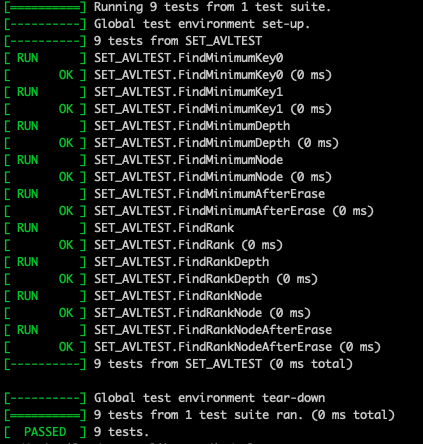 [==========] Running 9 tests from 1 test suite.
[----------] Global test environment set-up.
[----------] 9 tests from SET_AVLTEST
[ RUN      ] SET_AVLTEST.FindMinimumKey0
[       OK ] SET_AVLTEST.FindMinimumKey0 (0 ms)
[ RUN      ] SET_AVLTEST.FindMinimumKey1
[       OK ] SET_AVLTEST.FindMinimumKey1 (0 ms)
[ RUN      ] SET_AVLTEST.FindMinimumDepth
[       OK ] SET_AVLTEST.FindMinimumDepth (0 ms)
[ RUN      ] SET_AVLTEST.FindMinimumNode
[       OK ] SET_AVLTEST.FindMinimumNode (0 ms)
[ RUN      ] SET_AVLTEST.FindMinimumAfterErase
[       OK ] SET_AVLTEST.FindMinimumAfterErase (0 ms)
[ RUN      ] SET_AVLTEST.FindRank
[       OK ] SET_AVLTEST.FindRank (0 ms)
[ RUN      ] SET_AVLTEST.FindRankDepth
[       OK ] SET_AVLTEST.FindRankDepth (0 ms)
[ RUN      ] SET_AVLTEST.FindRankNode
[       OK ] SET_AVLTEST.FindRankNode (0 ms)
[ RUN      ] SET_AVLTEST.FindRankNodeAfterErase
[       OK ] SET_AVLTEST.FindRankNodeAfterErase (0 ms)
[----------] 9 tests from SET_AVLTEST (0 ms total)
[----------] Global test environment tear-down
[==========] 9 tests from 1 test suite ran. (0 ms total)
[  PASSED  ] 9 tests.